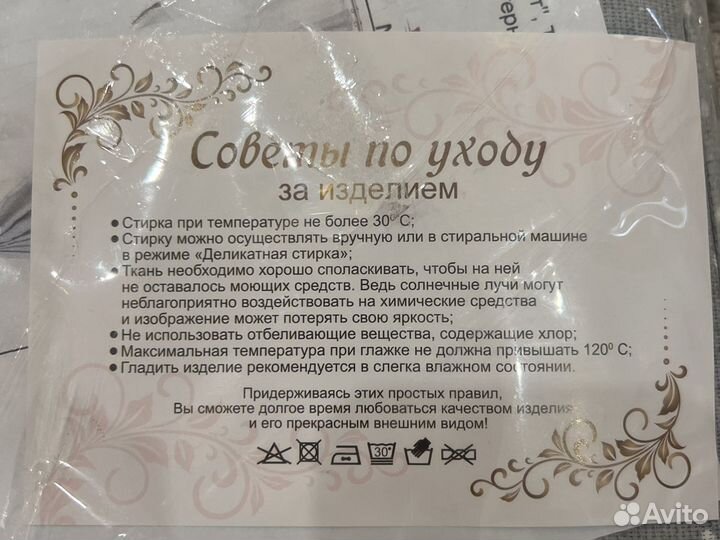 Советы по уходу
за изделием
• Стирка при температуре не более 30⁰ С;
• Стирку можно осуществлять вручную или в стиральной машине
в режиме «Деликатная стирка»;
• Ткань необходимо хорошо споласкивать, чтобы на ней
не оставалось моющих средств. Ведь солнечные лучи могут
неблагоприятно воздействовать на химические средства
и изображение может потерять свою яркость;
• Не использовать отбеливающие вещества, содержащие хлор;
• Максимальная температура при глажке не должна привышать 120⁰ С;
• Гладить изделие рекомендуется в слегка влажном состоянии.
Придерживаясь этих простых правил,
Вы сможете долгое время любоваться качеством изделия
и его прекрасным внешним видом!
30°
Avito